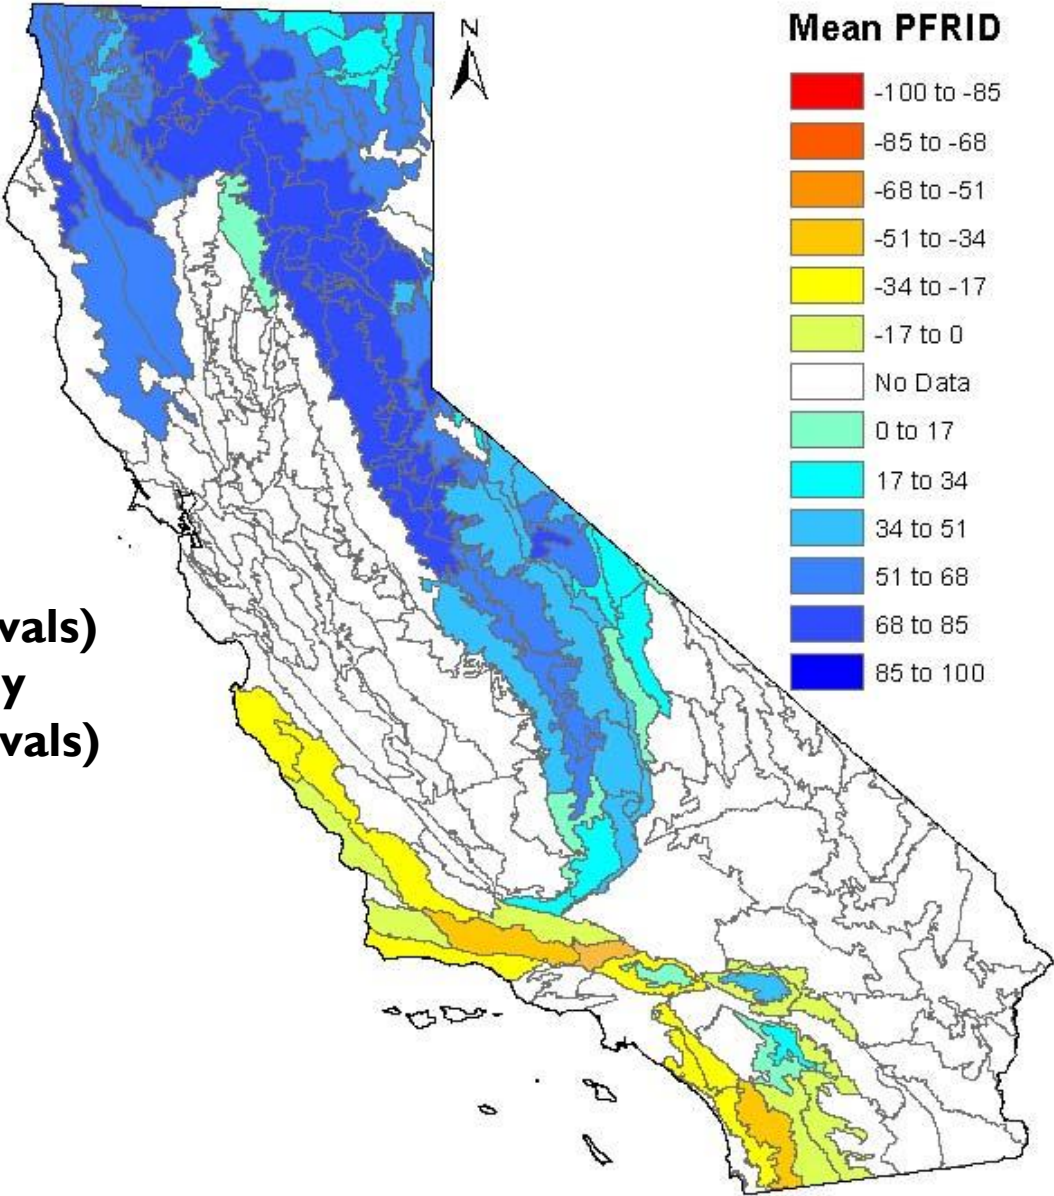 N
Mean PFRID
-100 to -85
-85 to -68
-68 to -51
-51 to -34
-34 to -17
-17 to 0
No Data
0 to 17
17 to 34
34 to 51
51 to 68
68 to 85
85 to 100
vals)
y
vals)